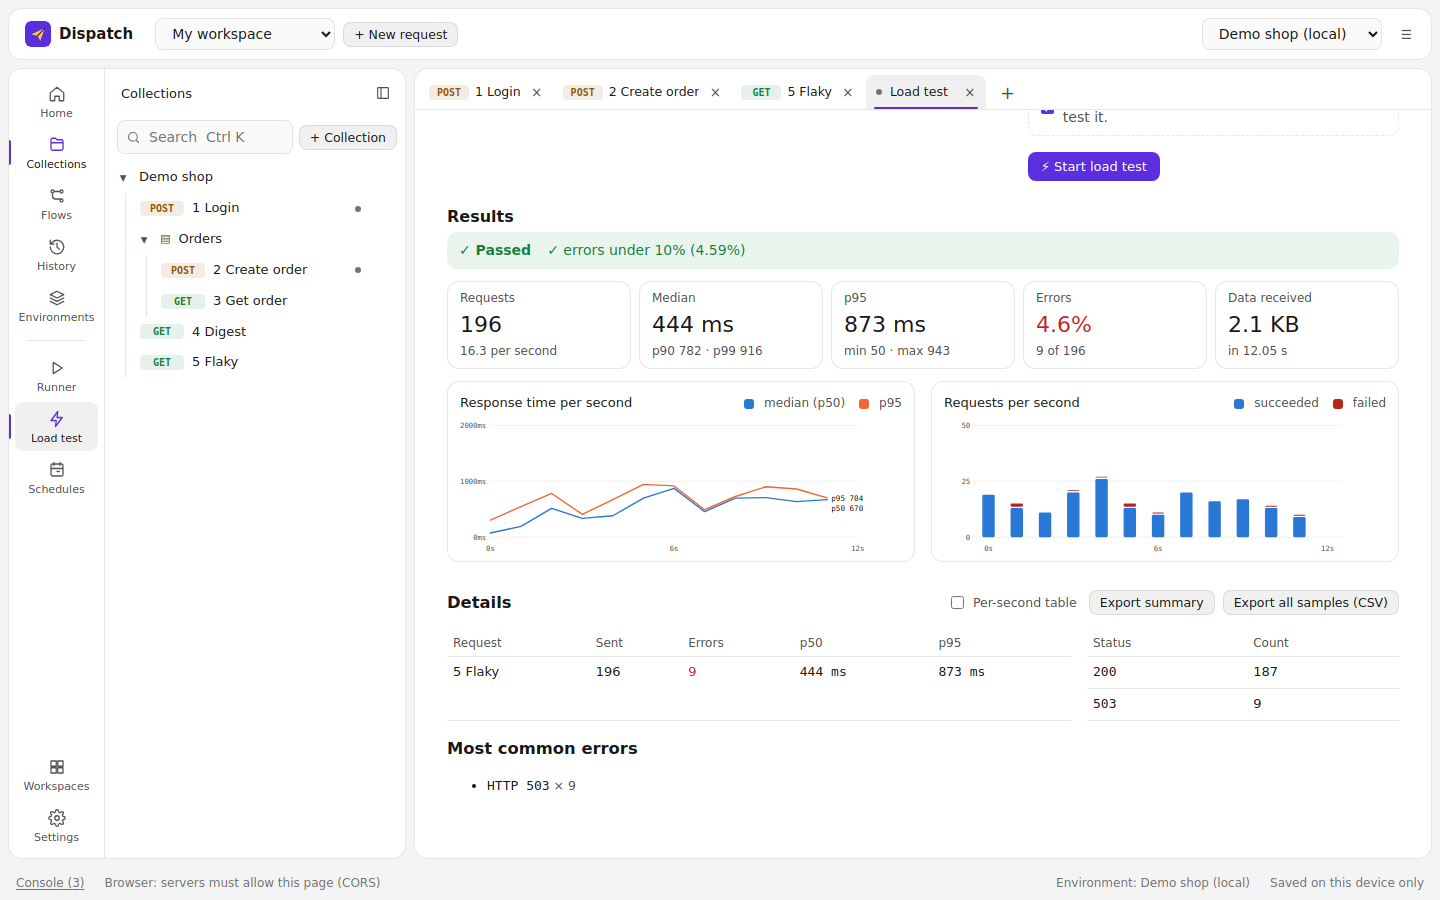 Dispatch
My workspace
+ New request
Demo shop (local)
Home
Collections
Flows
History
Environments
Runner
Load test
Schedules
Workspaces
Settings
Collections
Search Ctrl K
+ Collection
Demo shop
POST 1 Login
Orders
POST 2 Create order
GET 3 Get order
GET 4 Digest
GET 5 Flaky
POST 1 Login ×
POST 2 Create order ×
GET 5 Flaky ×
Load test ×
+
test it.
⚡ Start load test
Results
✓ Passed ✓ errors under 10% (4.59%)
Requests
196
16.3 per second
Median
444 ms
p90 782 · p99 916
p95
873 ms
min 50 · max 943
Errors
4.6%
9 of 196
Data received
2.1 KB
in 12.05 s
Response time per second
median (p50) p95
2000ms
1000ms
0ms
p95 704
p50 670
0s 6s 12s
Requests per second
succeeded failed
50
25
0
0s 6s 12s
Details
Per-second table
Export summary
Export all samples (CSV)
Request Sent Errors p50 p95
5 Flaky 196 9 444 ms 873 ms
Status Count
200 187
503 9
Most common errors
• HTTP 503 × 9
Console (3)
Browser: servers must allow this page (CORS)
Environment: Demo shop (local)
Saved on this device only